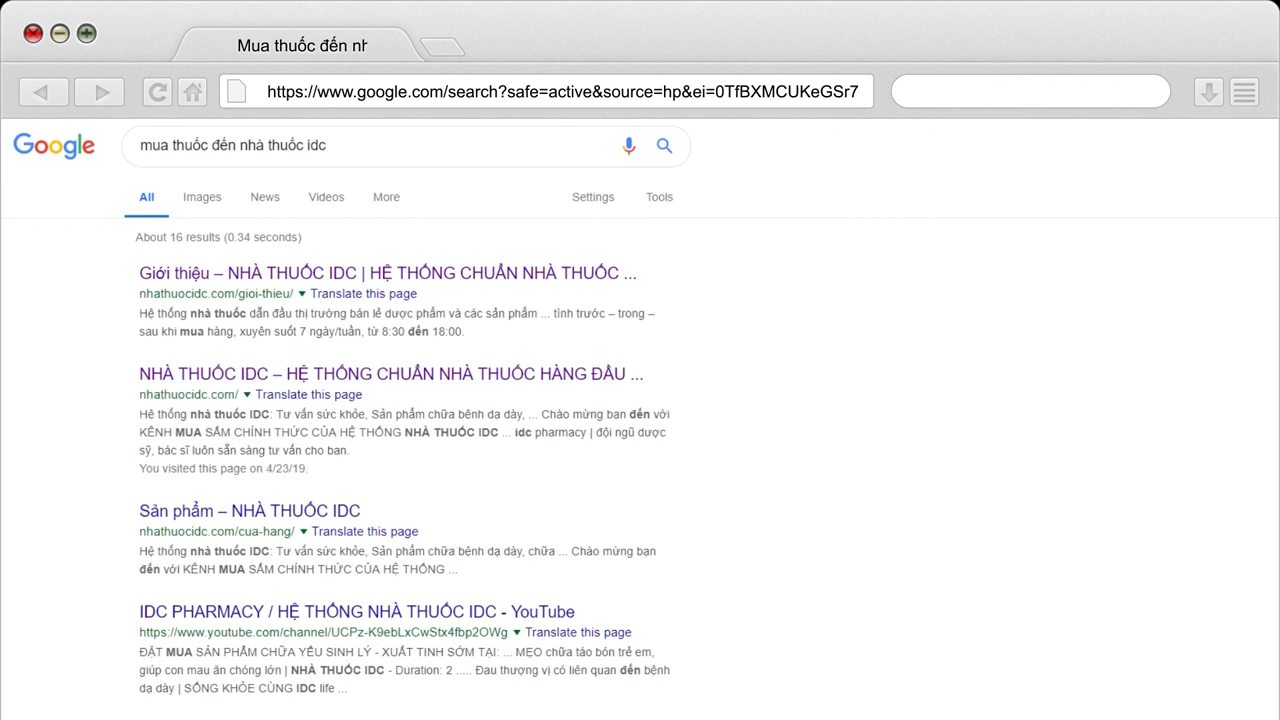 Mua thuốc đến nh
https://www.google.com/search?safe=active&source=hp&ei=0TfBXMCUKeGSr7
Google
mua thuốc đến nhà thuốc idc
All Images News Videos More Settings Tools
About 16 results (0.34 seconds)
Giới thiệu – NHÀ THUỐC IDC | HỆ THỐNG CHUẨN NHÀ THUỐC ...
nhathuocidc.com/gioi-thieu/ Translate this page
Hệ thống nhà thuốc dẫn đầu thị trường bán lẻ dược phẩm và các sản phẩm ... tình trước – trong –
sau khi mua hàng, xuyên suốt 7 ngày/tuần, từ 8:30 đến 18:00.
NHÀ THUỐC IDC – HỆ THỐNG CHUẨN NHÀ THUỐC HÀNG ĐẦU ...
nhathuocidc.com/ Translate this page
Hệ thống nhà thuốc IDC: Tư vấn sức khỏe, Sản phẩm chữa bệnh dạ dày, ... Chào mừng bạn đến với
KÊNH MUA SẮM CHÍNH THỨC CỦA HỆ THỐNG NHÀ THUỐC IDC ... idc pharmacy | đội ngũ dược
sỹ, bác sĩ luôn sẵn sàng tư vấn cho bạn.
You visited this page on 4/23/19.
Sản phẩm – NHÀ THUỐC IDC
nhathuocidc.com/cua-hang/ Translate this page
Hệ thống nhà thuốc IDC: Tư vấn sức khỏe, Sản phẩm chữa bệnh dạ dày, chữa ... Chào mừng bạn
đến với KÊNH MUA SẮM CHÍNH THỨC CỦA HỆ THỐNG ...
IDC PHARMACY / HỆ THỐNG NHÀ THUỐC IDC - YouTube
https://www.youtube.com/channel/UCPz-K9ebLxCwStx4fbp2OWg Translate this page
ĐẶT MUA SẢN PHẨM CHỮA YẾU SINH LÝ - XUẤT TINH SỚM TẠI: ... MẸO chữa táo bón trẻ em,
giúp con mau ăn chóng lớn | NHÀ THUỐC IDC - Duration: 2 ..... Đau thượng vị có liên quan đến bệnh
dạ dày | SỐNG KHỎE CÙNG IDC life ...